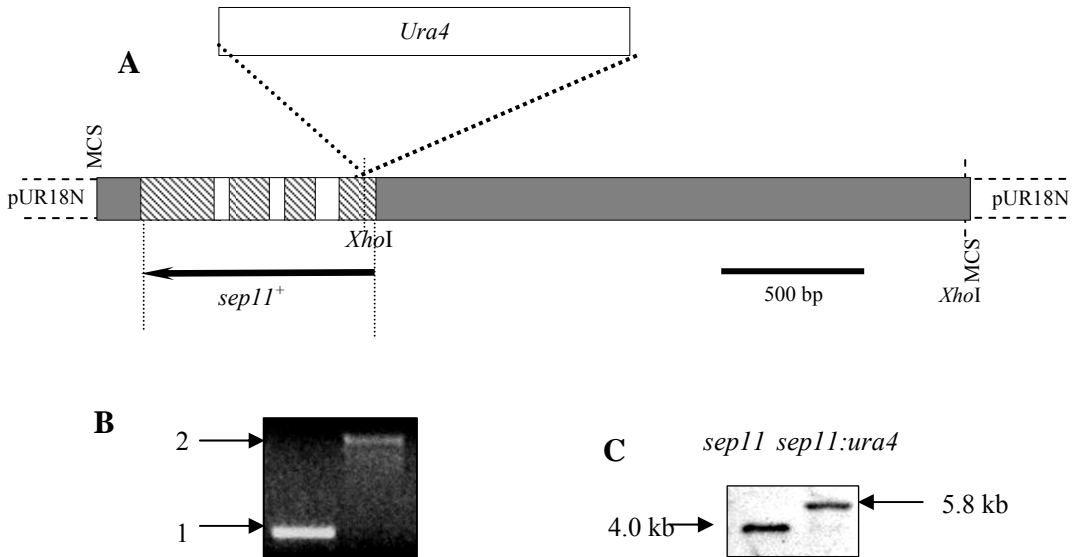 Ura4
A
MCS
pUR18N
pUR18N
XhoI
MCS
sep11+
500 bp
XhoI
B
C
sep11 sep11:ura4
2
5.8 kb
4.0 kb
1